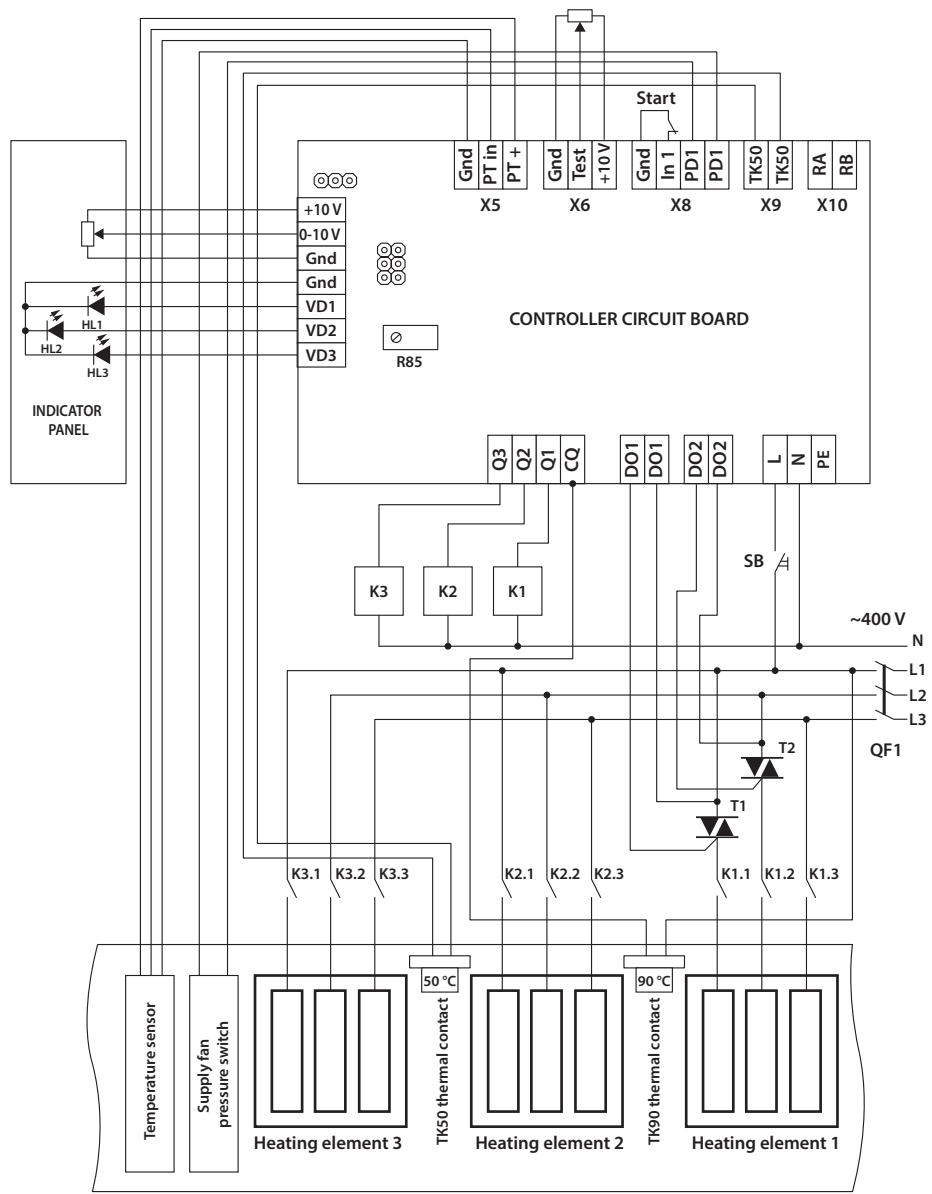 Start
Gnd
PT in
PT +
Gnd
Test
+10 V
Gnd
In 1
PD1
PD1
TK50
TK50
RA
RB
X5
X6
X8
X9
X10
+10 V
0-10 V
Gnd
Gnd
VD1
VD2
VD3
HL1
HL2
HL3
CONTROLLER CIRCUIT BOARD
R85
INDICATOR
PANEL
Q3
Q2
Q1
CQ
DO1
DO1
DO2
DO2
L
N
PE
SB
K3
K2
K1
~400 V
N
L1
L2
L3
QF1
T2
T1
K3.1
K3.2
K3.3
K2.1
K2.2
K2.3
K1.1
K1.2
K1.3
50 °C
90 °C
Temperature sensor
Supply fan
pressure switch
TK50 thermal contact
TK90 thermal contact
Heating element 3
Heating element 2
Heating element 1